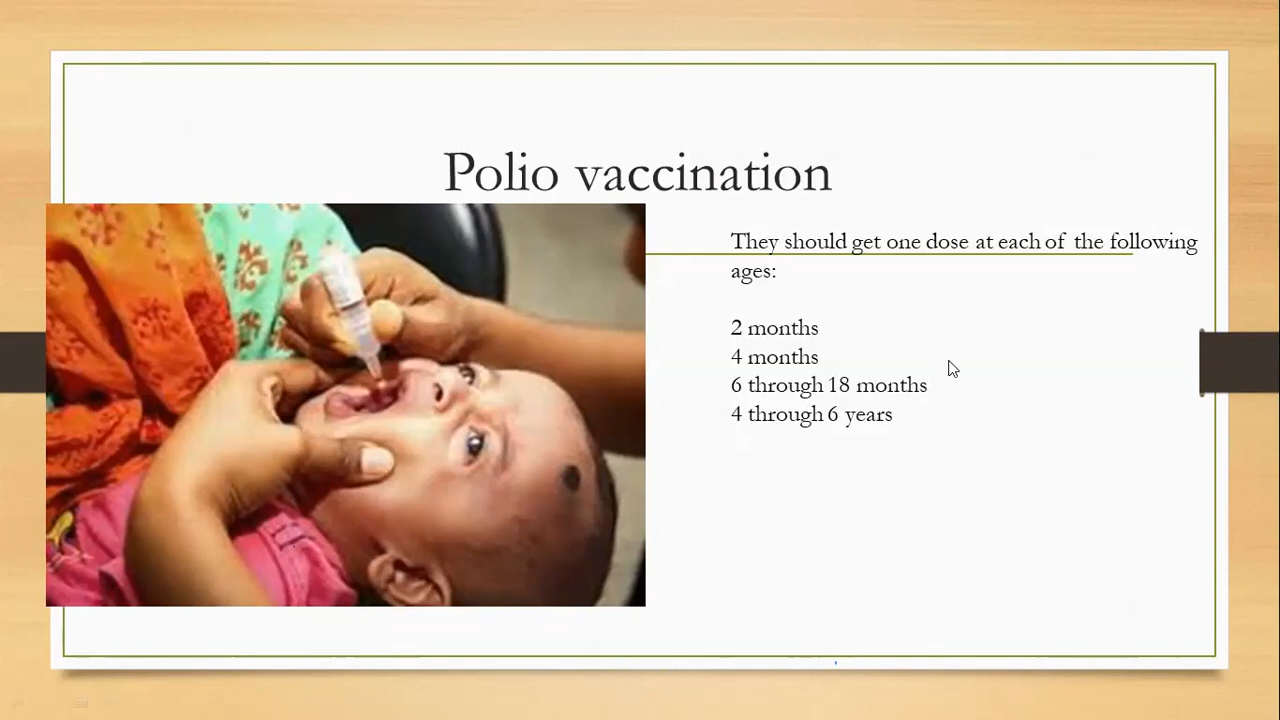 Polio vaccination
They should get one dose at each of the following
ages:
2 months
4 months
6 through 18 months
4 through 6 years